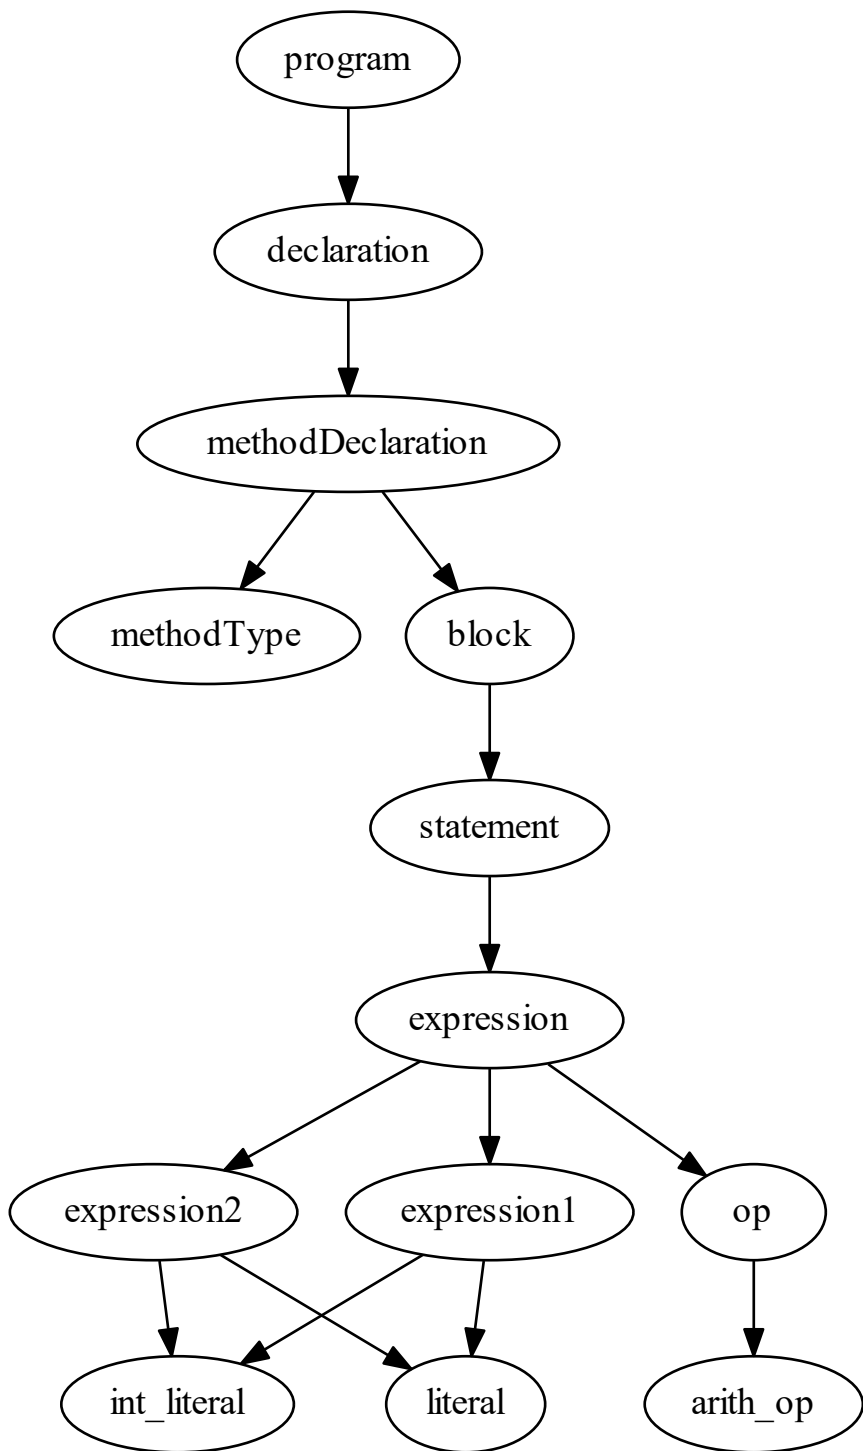 program
declaration
methodDeclaration
methodType
block
statement
expression
expression2
expression1
op
int_literal
literal
arith_op